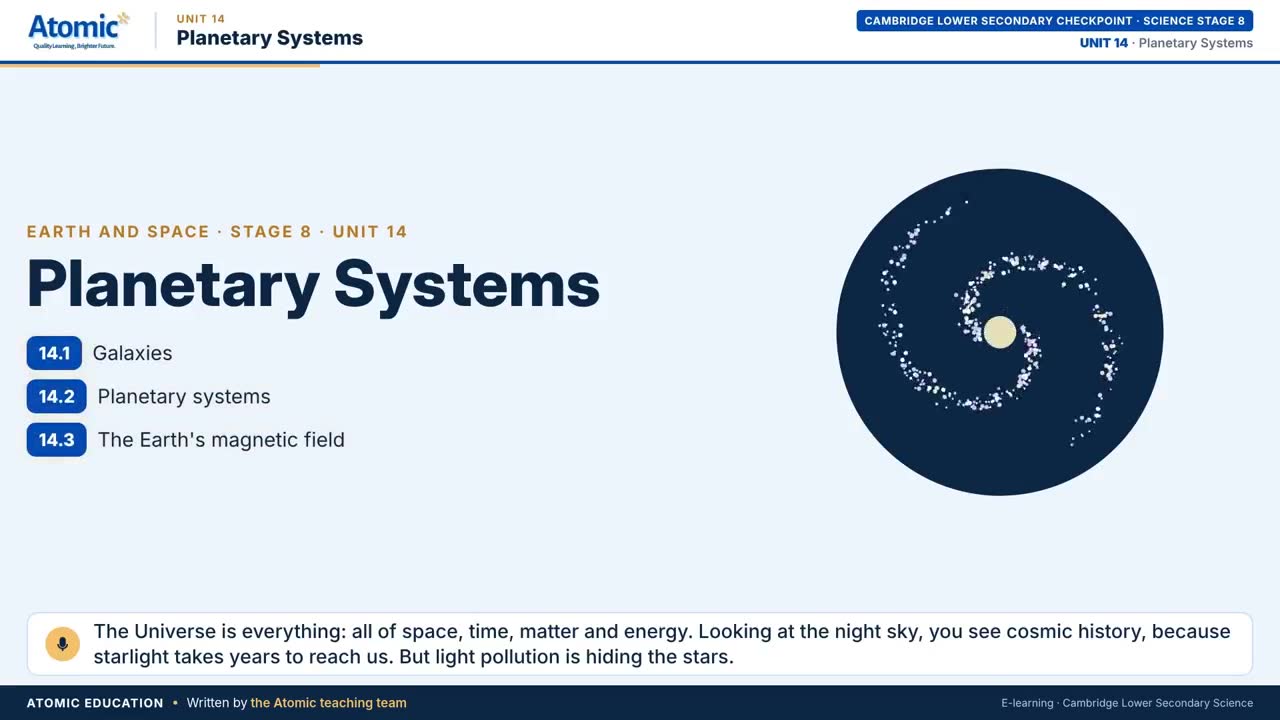 Atomic
Quality Learning, Brighter Future.
UNIT 14
Planetary Systems
CAMBRIDGE LOWER SECONDARY CHECKPOINT · SCIENCE STAGE 8
UNIT 14 · Planetary Systems
EARTH AND SPACE · STAGE 8 · UNIT 14
Planetary Systems
14.1 Galaxies
14.2 Planetary systems
14.3 The Earth's magnetic field
The Universe is everything: all of space, time, matter and energy. Looking at the night sky, you see cosmic history, because
starlight takes years to reach us. But light pollution is hiding the stars.
ATOMIC EDUCATION • Written by the Atomic teaching team
E-learning · Cambridge Lower Secondary Science